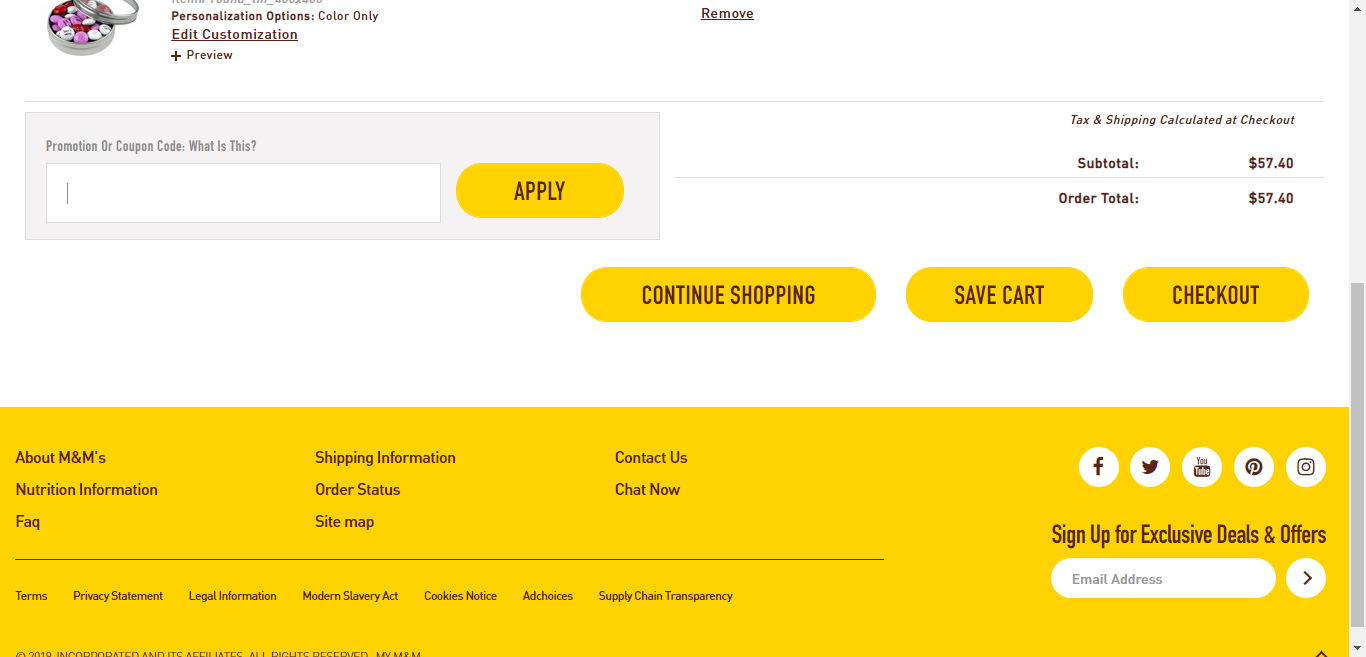 Item# round_tin_400x400
Personalization Options: Color Only
Edit Customization
+ Preview
Remove
Promotion Or Coupon Code: What Is This?
APPLY
Tax & Shipping Calculated at Checkout
Subtotal: $57.40
Order Total: $57.40
CONTINUE SHOPPING
SAVE CART
CHECKOUT
About M&M's
Nutrition Information
Faq
Shipping Information
Order Status
Site map
Contact Us
Chat Now
You Tube
Sign Up for Exclusive Deals & Offers
Email Address
Terms Privacy Statement Legal Information Modern Slavery Act Cookies Notice Adchoices Supply Chain Transparency
© 2019 INCORPORATED AND ITS AFFILIATES. ALL RIGHTS RESERVED. MY M&M